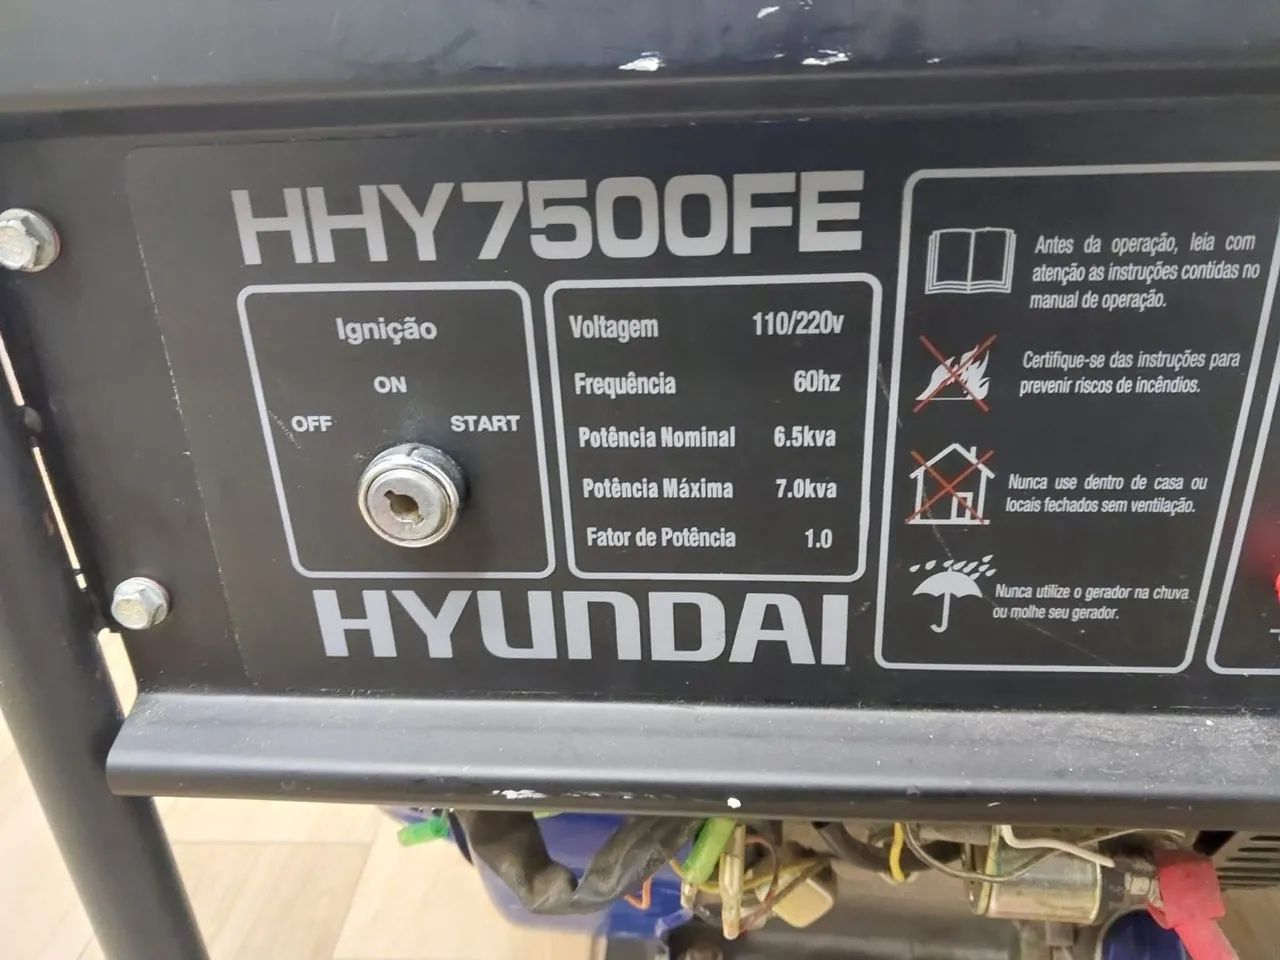 HHY7500FE
Ignição
ON
OFF
START
Voltagem 110/220v
Frequência 60hz
Potência Nominal 6.5kva
Potência Máxima 7.0kva
Fator de Potência 1.0
HYUNDAI
Antes da operação, leia com
atenção as instruções contidas no
manual de operação.
Certifique-se das instruções para
prevenir riscos de incêndios.
Nunca use dentro de casa ou
locais fechados sem ventilação.
Nunca utilize o gerador na chuva
ou molhe seu gerador.